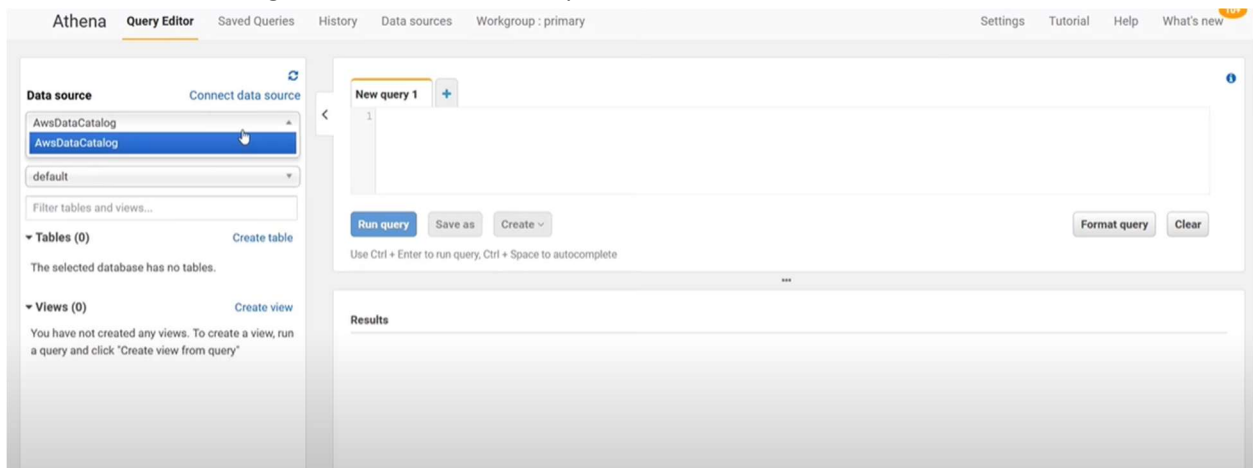 Athena Query Editor Saved Queries History Data sources Workgroup : primary Settings Tutorial Help What's new
Data source Connect data source
AwsDataCatalog
AwsDataCatalog
default
Filter tables and views...
Tables (0) Create table
The selected database has no tables.
Views (0) Create view
You have not created any views. To create a view, run
a query and click "Create view from query"
New query 1 +
1
Run query Save as Create Format query Clear
Use Ctrl + Enter to run query, Ctrl + Space to autocomplete
Results